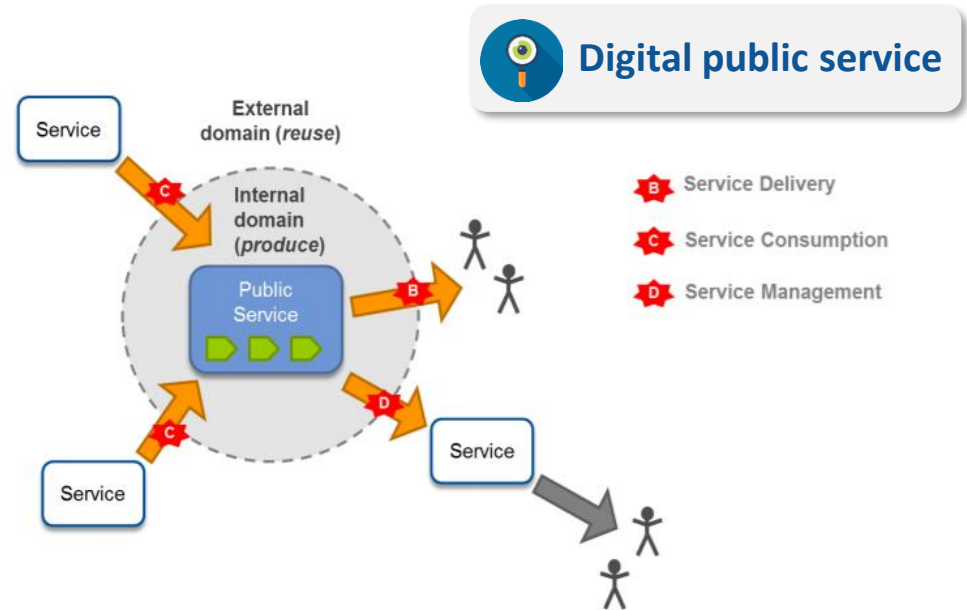 Digital public service
External
domain (reuse)
Service
C
Internal
domain
(produce)
Public
Service
B
D
C
Service
Service
B Service Delivery
C Service Consumption
D Service Management